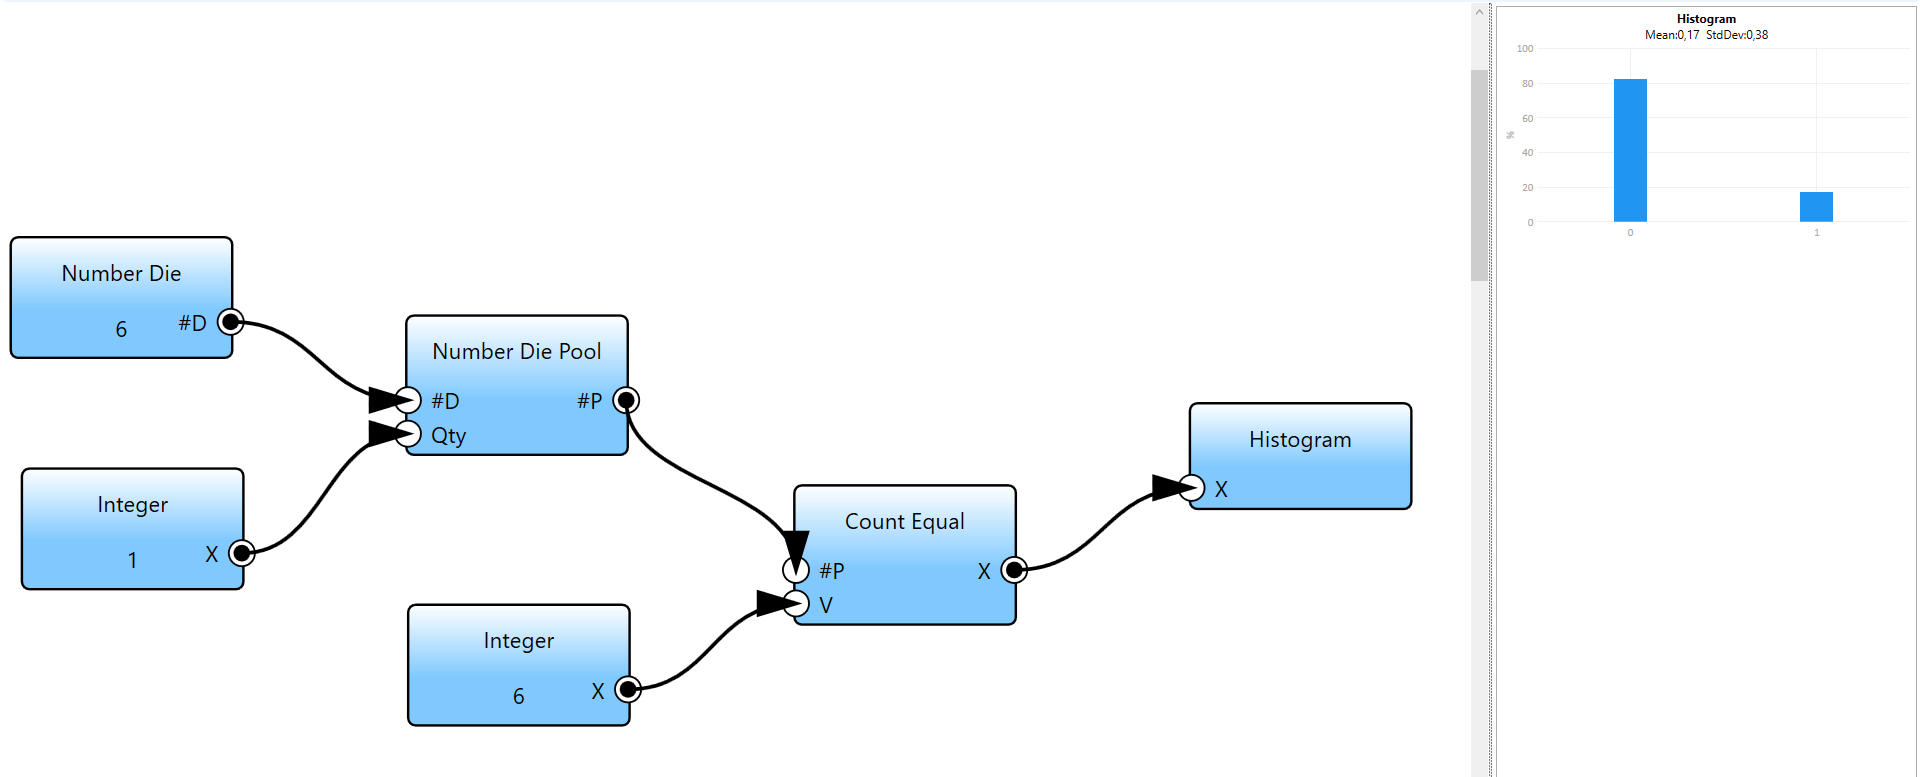 Number Die
6 #D
Integer
1 X
Number Die Pool
#D #P
Qty
Integer
6 X
Count Equal
#P X
V
Histogram
X
Histogram
Mean:0,17 StdDev:0,38
100
80
60
40
20
0
%
0 1